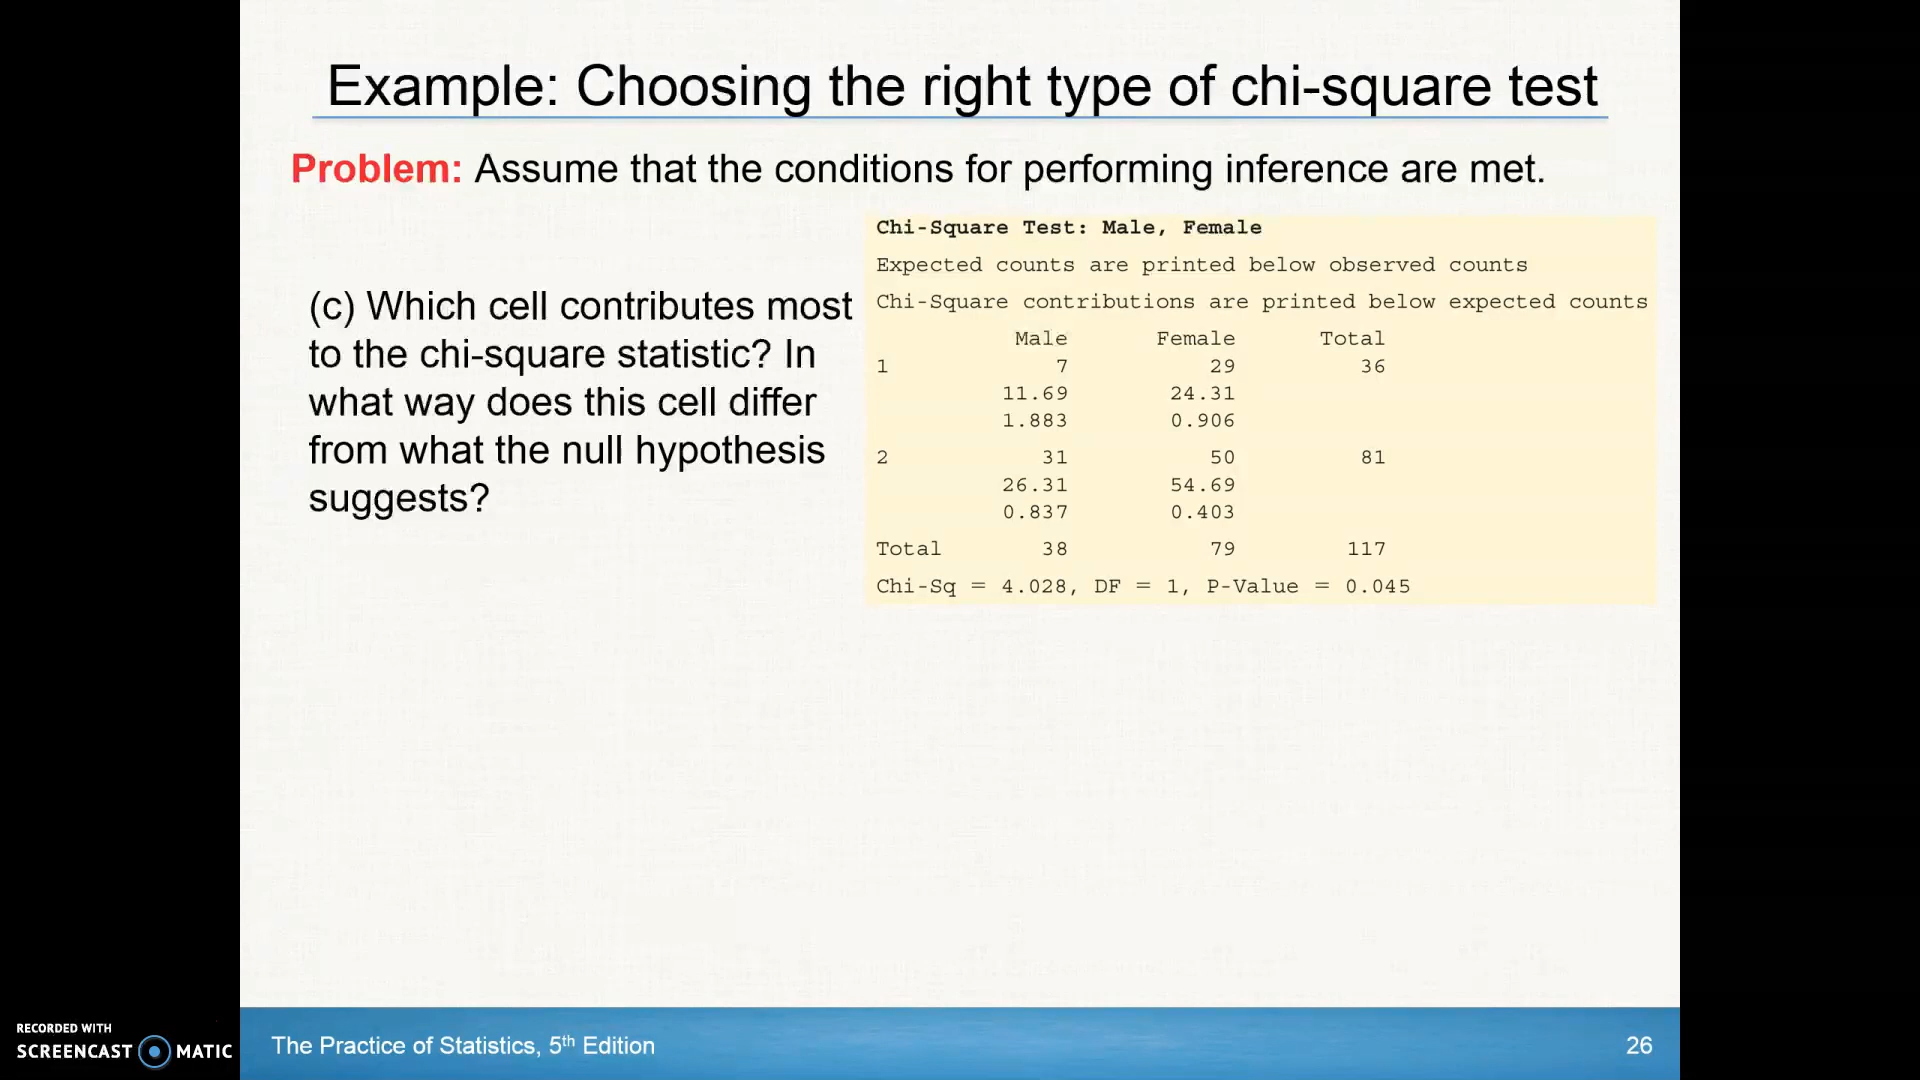 Example: Choosing the right type of chi-square test
Problem: Assume that the conditions for performing inference are met.
(c) Which cell contributes most
to the chi-square statistic? In
what way does this cell differ
from what the null hypothesis
suggests?
Chi-Square Test: Male, Female
Expected counts are printed below observed counts
Chi-Square contributions are printed below expected counts
Male Female Total
1 7 29 36
11.69 24.31
1.883 0.906
2 31 50 81
26.31 54.69
0.837 0.403
Total 38 79 117
Chi-Sq = 4.028, DF = 1, P-Value = 0.045
RECORDED WITH
SCREENCAST MATIC
The Practice of Statistics, 5th Edition
26